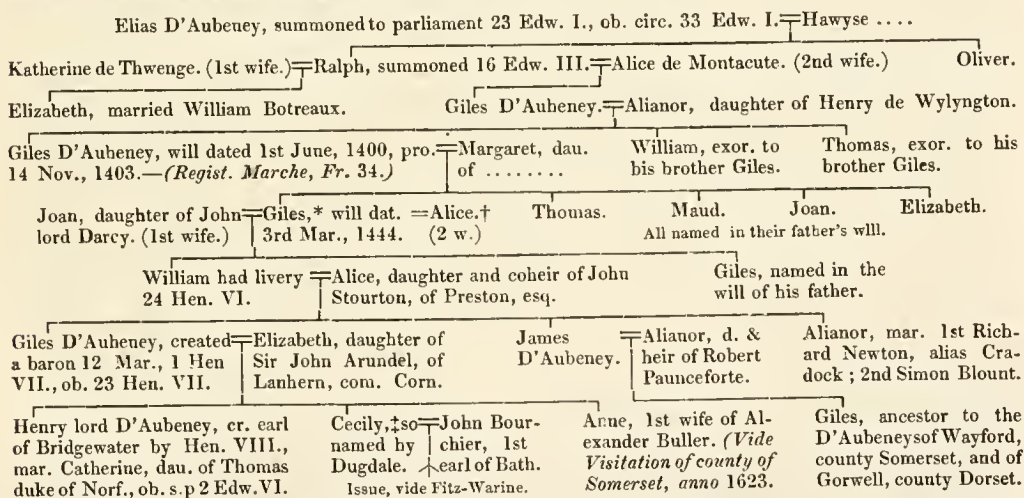 Elias D'Aubeney, summoned to parliament 23 Edw. I., ob. circ. 33 Edw. I.=Hawyse ....
Katherine de Thwenge. (1st wife.)=Ralph, summoned 16 Edw. III.=Alice de Montacute. (2nd wife.) Oliver.
Elizabeth, married William Botreaux. Giles D'Aubeney.=Alianor, daughter of Henry de Wylyngton.
Giles D'Aubeney, will dated 1st June, 1400, pro.=Margaret, dau.
14 Nov., 1403.—(Regist. Marche, Fr. 34.) of ........
William, exor. to
his brother Giles.
Thomas, exor. to his
brother Giles.
Joan, daughter of John=Giles,* will dat. =Alice.†
lord Darcy. (1st wife.) 3rd Mar., 1444. (2 w.)
Thomas. Maud. Joan. Elizabeth.
All named in their father's will.
William had livery =Alice, daughter and coheir of John
24 Hen. VI. Stourton, of Preston, esq.
Giles, named in the
will of his father.
Giles D'Aubeney, created=Elizabeth, daughter of
a baron 12 Mar., 1 Hen Sir John Arundel, of
VII., ob. 23 Hen. VII. Lanhern, com. Corn.
James =Alianor, d. &
D'Aubeney. heir of Robert
Paunceforte.
Alianor, mar. 1st Rich-
ard Newton, alias Cra-
dock ; 2nd Simon Blount.
Henry lord D'Aubeney, cr. earl
of Bridgewater by Hen. VIII.,
mar. Catherine, dau. of Thomas
duke of Norf., ob. s.p 2 Edw. VI.
Cecily,‡so=John Bour-
named by chier, 1st
Dugdale. earl of Bath.
Issue, vide Fitz-Warine.
Anne, 1st wife of Al-
exander Buller. (Vide
Visitation of county of
Somerset, anno 1623.
Giles, ancestor to the
D'Aubeneys of Wayford,
county Somerset, and of
Gorwell, county Dorset.